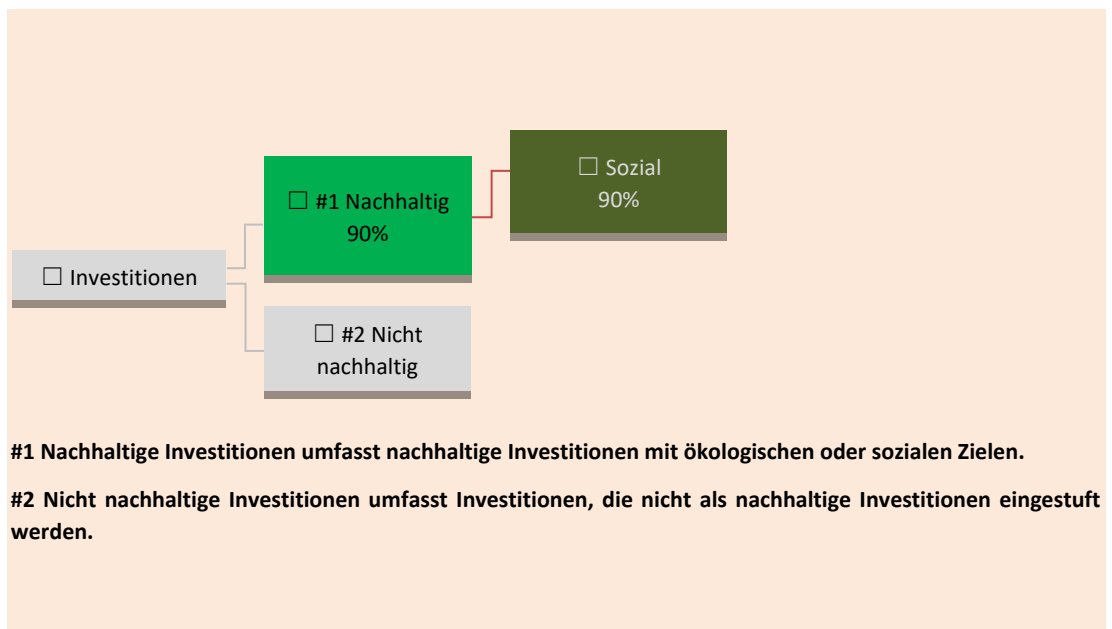 ☐ Sozial
90%
☐ #1 Nachhaltig
90%
☐ Investitionen
☐ #2 Nicht
nachhaltig
#1 Nachhaltige Investitionen umfasst nachhaltige Investitionen mit ökologischen oder sozialen Zielen.
#2 Nicht nachhaltige Investitionen umfasst Investitionen, die nicht als nachhaltige Investitionen eingestuft
werden.